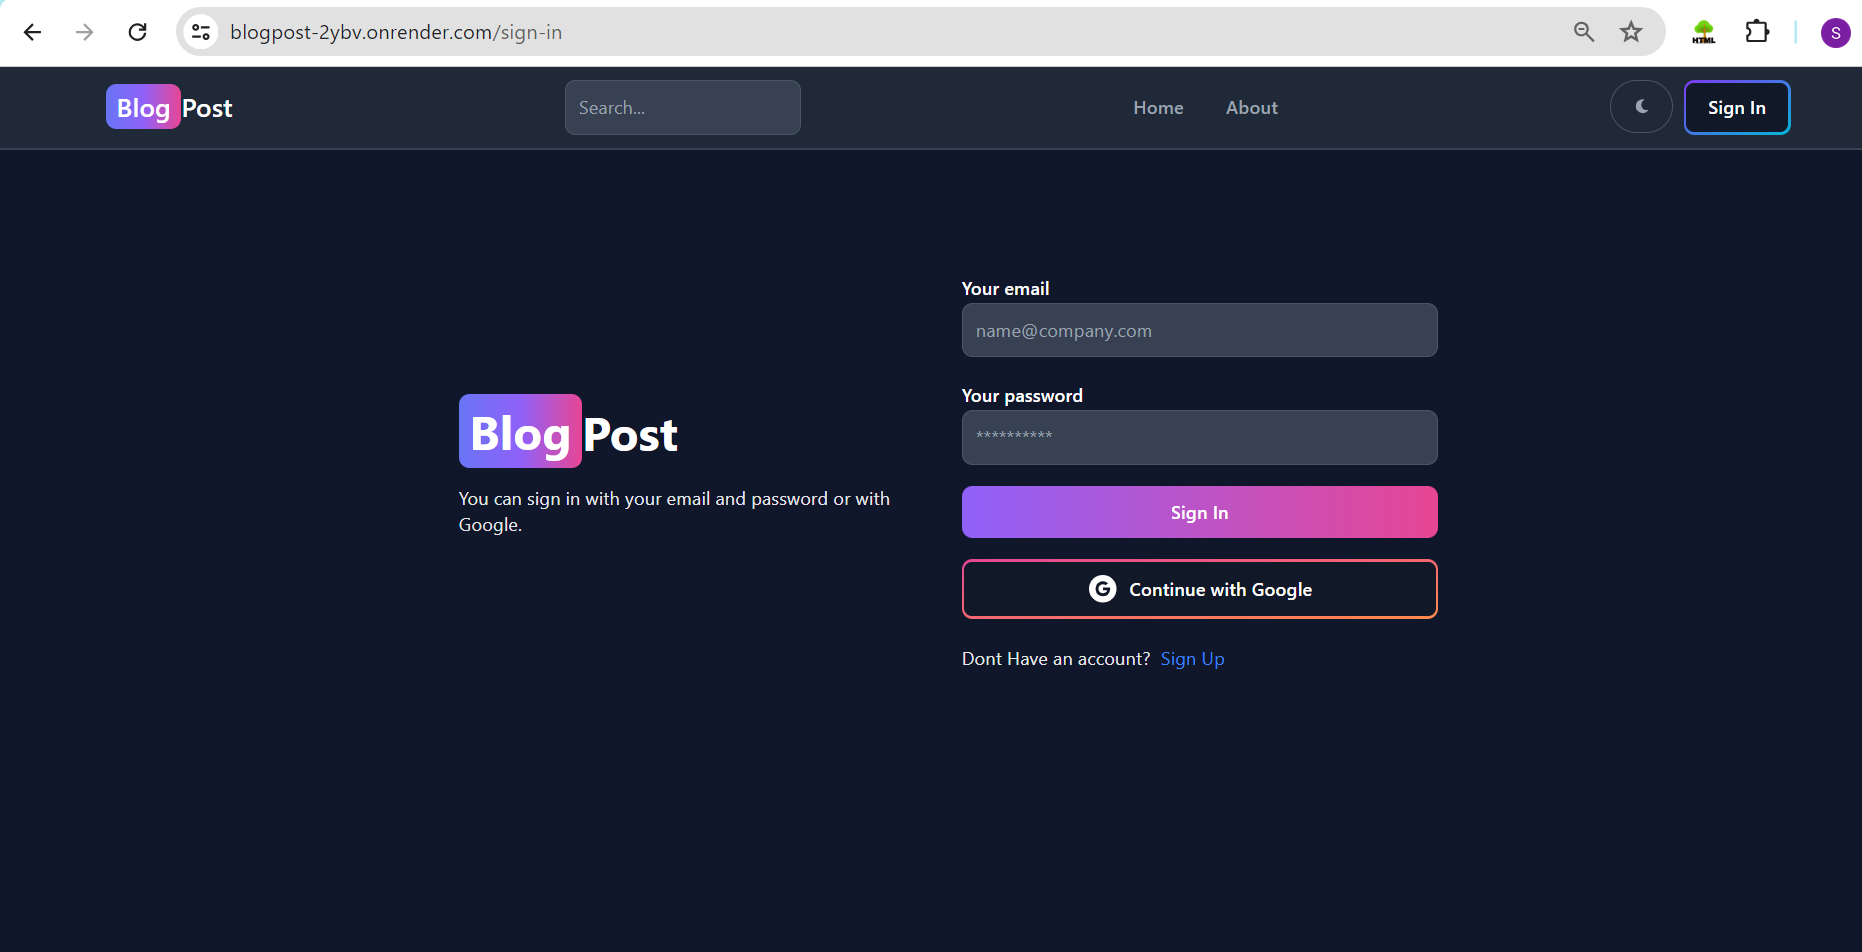 blogpost-2ybv.onrender.com/sign-in
HTML
S
Blog Post
Search...
Home
About
Sign In
Your email
name@company.com
Your password
**********
Blog Post
You can sign in with your email and password or with
Google.
Sign In
G Continue with Google
Dont Have an account? Sign Up